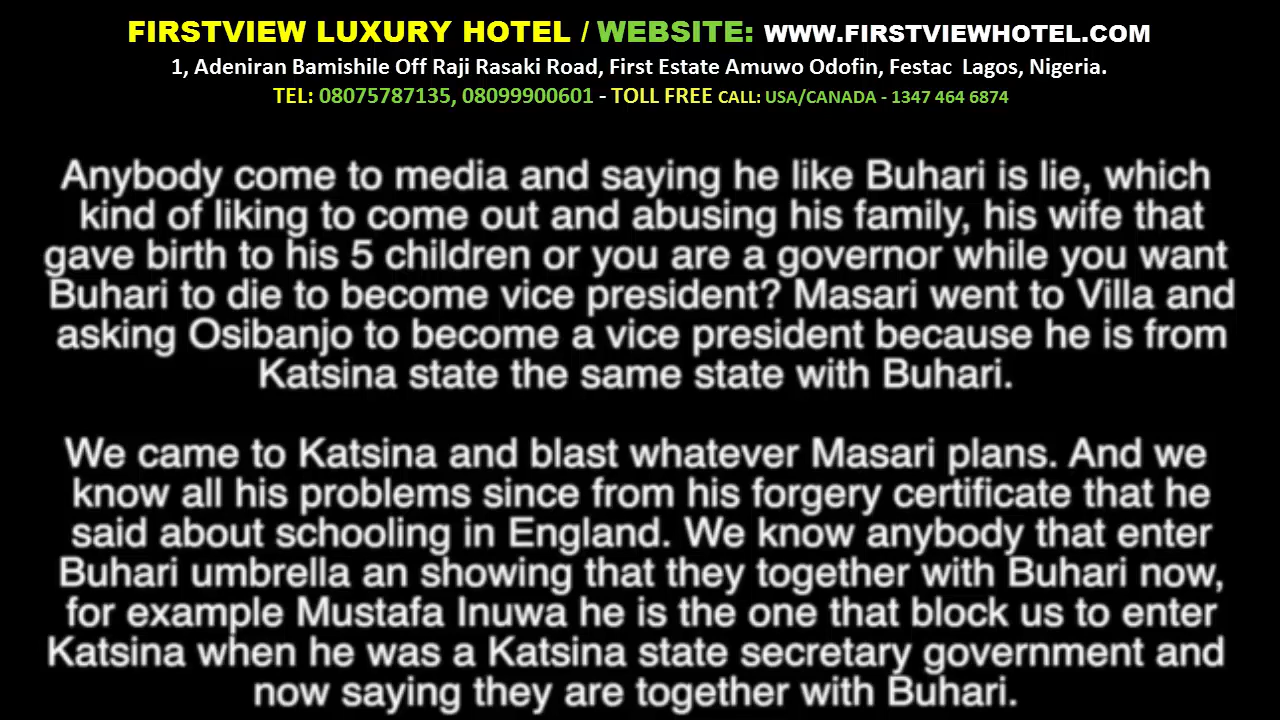 FIRSTVIEW LUXURY HOTEL / WEBSITE: WWW.FIRSTVIEWHOTEL.COM
1, Adeniran Bamishile Off Raji Rasaki Road, First Estate Amuwo Odofin, Festac Lagos, Nigeria.
TEL: 08075787135, 08099900601 - TOLL FREE CALL: USA/CANADA - 1347 464 6874
Anybody come to media and saying he like Buhari is lie, which
kind of liking to come out and abusing his family, his wife that
gave birth to his 5 children or you are a governor while you want
Buhari to die to become vice president? Masari went to Villa and
asking Osibanjo to become a vice president because he is from
Katsina state the same state with Buhari.
We came to Katsina and blast whatever Masari plans. And we
know all his problems since from his forgery certificate that he
said about schooling in England. We know anybody that enter
Buhari umbrella an showing that they together with Buhari now,
for example Mustafa Inuwa he is the one that block us to enter
Katsina when he was a Katsina state secretary government and
now saying they are together with Buhari.